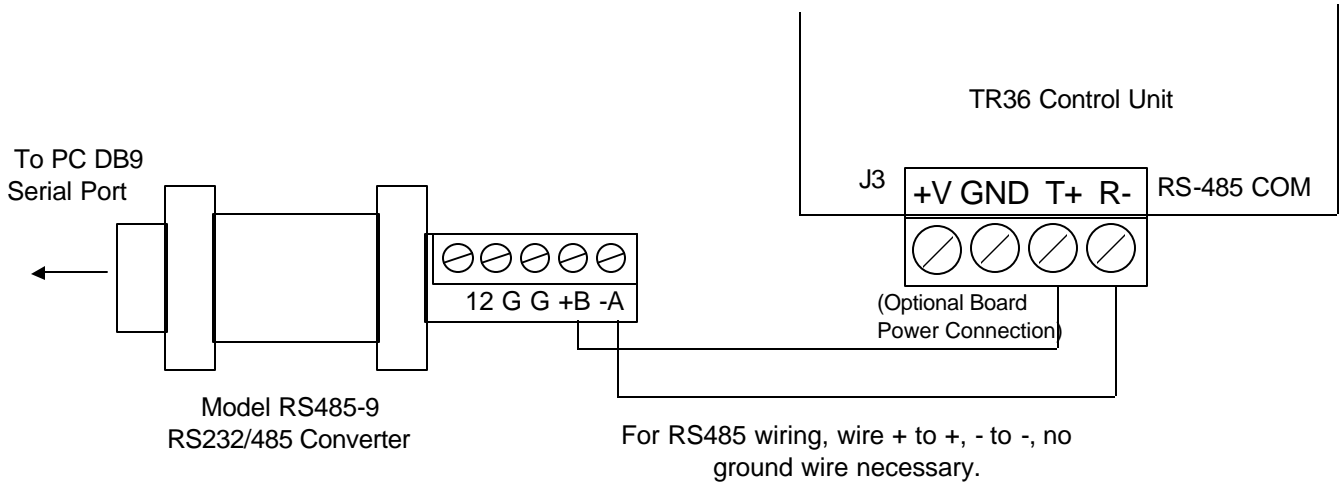 TR36 Control Unit
To PC DB9
Serial Port
J3
+V GND T+ R-
RS-485 COM
12 G G +B -A
(Optional Board
Power Connection)
Model RS485-9
RS232/485 Converter
For RS485 wiring, wire + to +, - to -, no
ground wire necessary.